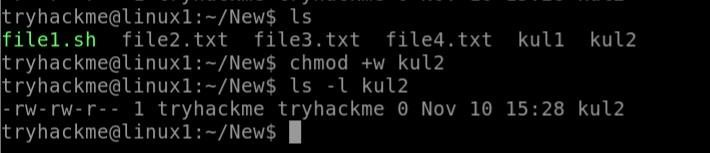 tryhackme@linux1:~/New$ ls
file1.sh  file2.txt  file3.txt  file4.txt  kul1  kul2
tryhackme@linux1:~/New$ chmod +w kul2
tryhackme@linux1:~/New$ ls -l kul2
-rw-rw-r-- 1 tryhackme tryhackme 0 Nov 10 15:28 kul2
tryhackme@linux1:~/New$